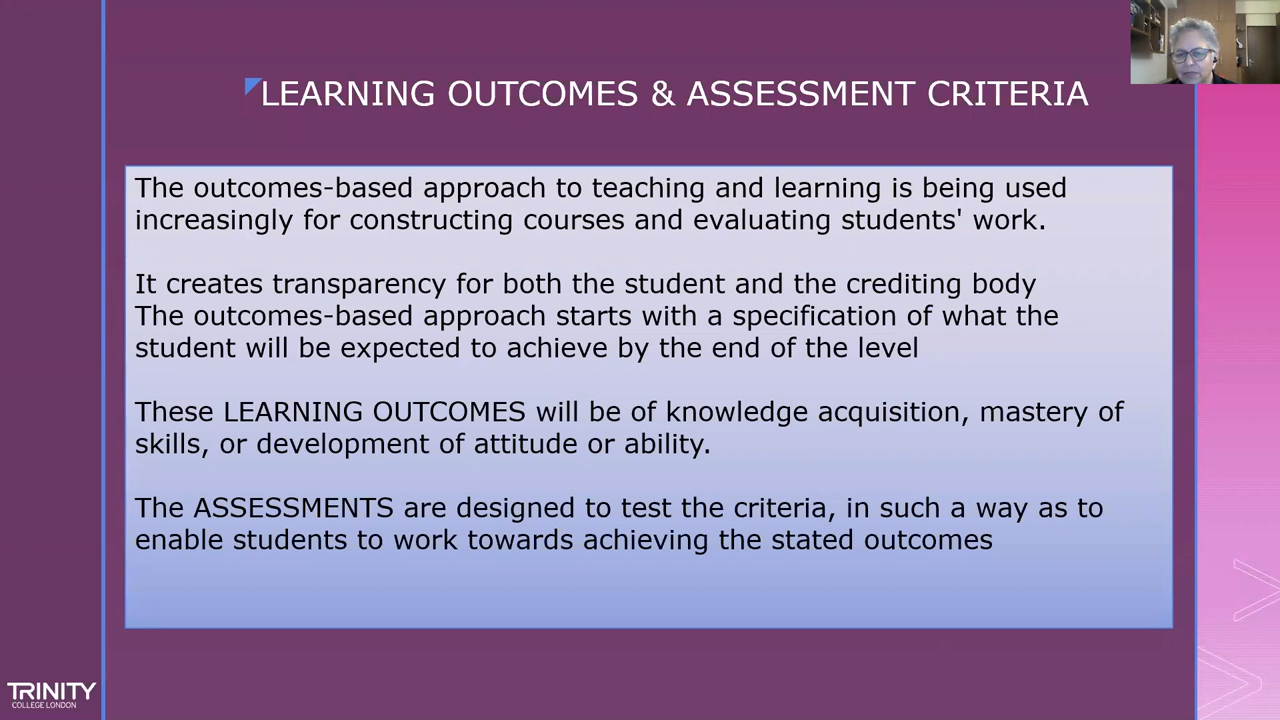 LEARNING OUTCOMES & ASSESSMENT CRITERIA
The outcomes-based approach to teaching and learning is being used
increasingly for constructing courses and evaluating students' work.
It creates transparency for both the student and the crediting body
The outcomes-based approach starts with a specification of what the
student will be expected to achieve by the end of the level
These LEARNING OUTCOMES will be of knowledge acquisition, mastery of
skills, or development of attitude or ability.
The ASSESSMENTS are designed to test the criteria, in such a way as to
enable students to work towards achieving the stated outcomes
TRINITY
COLLEGE LONDON